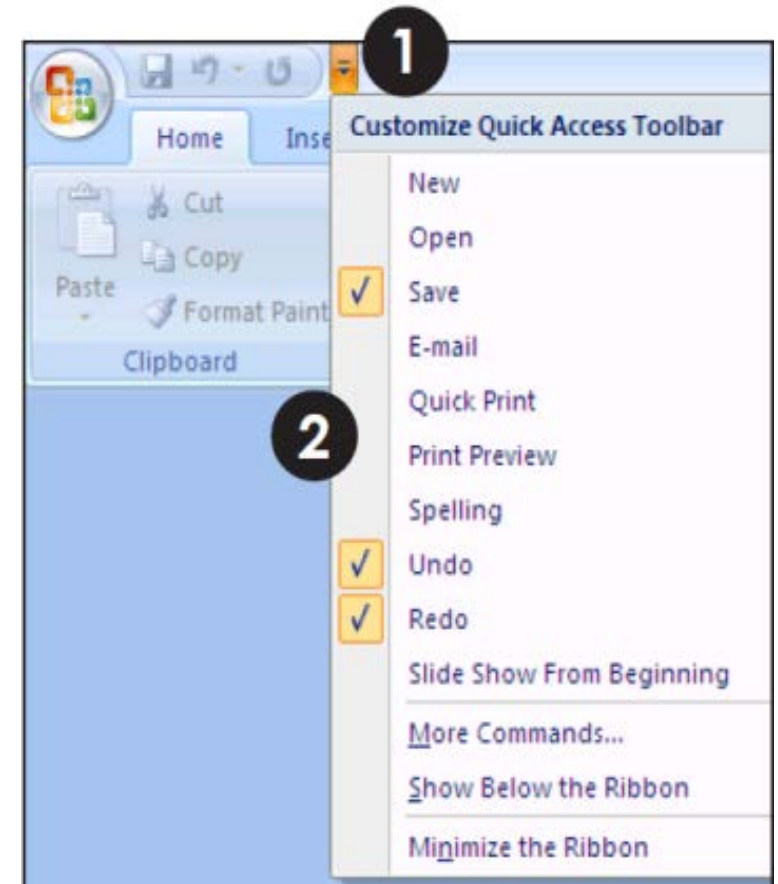 1
Home Inse
Cut
Copy
Paste
Format Paint
Clipboard
Customize Quick Access Toolbar
New
Open
Save
E-mail
Quick Print
2
Print Preview
Spelling
Undo
Redo
Slide Show From Beginning
More Commands...
Show Below the Ribbon
Minimize the Ribbon